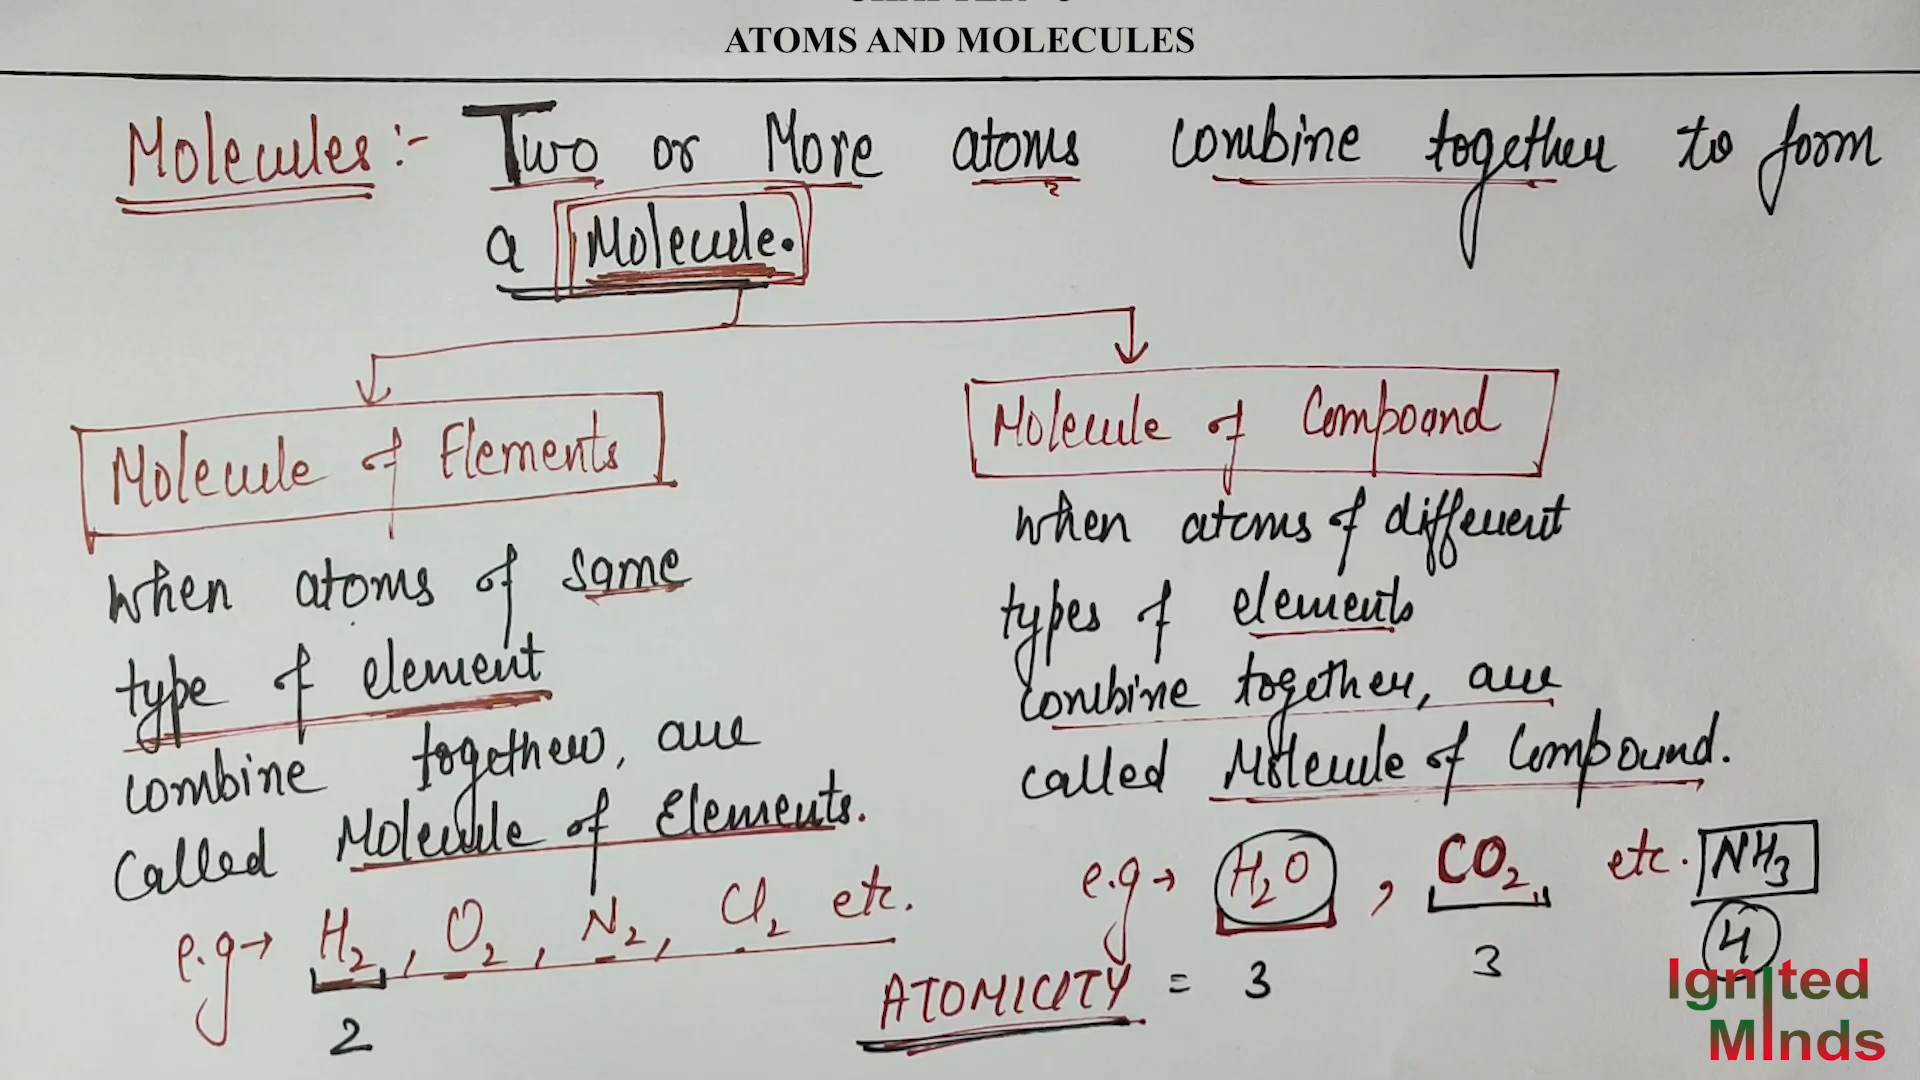 ATOMS AND MOLECULES
Molecules :- Two or More atoms combine together to form
a Molecule.
Molecule of Elements
When atoms of same
type of element
combine together, are
called Molecule of Elements.
e.g → H2, O2, N2, Cl2 etc.
2
Molecule of Compound
When atoms of different
types of elements
combine together, are
called Molecule of Compound.
e.g → H2O, CO2 etc. NH3
ATOMICITY = 3 3 4
Ignited
Minds